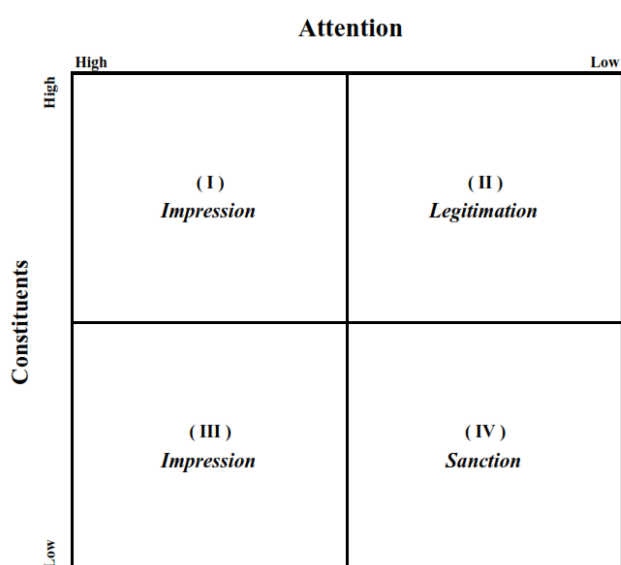 Attention
High
Low
High
( I )
Impression
( II )
Legitimation
Constituents
( III )
Impression
( IV )
Sanction
Low